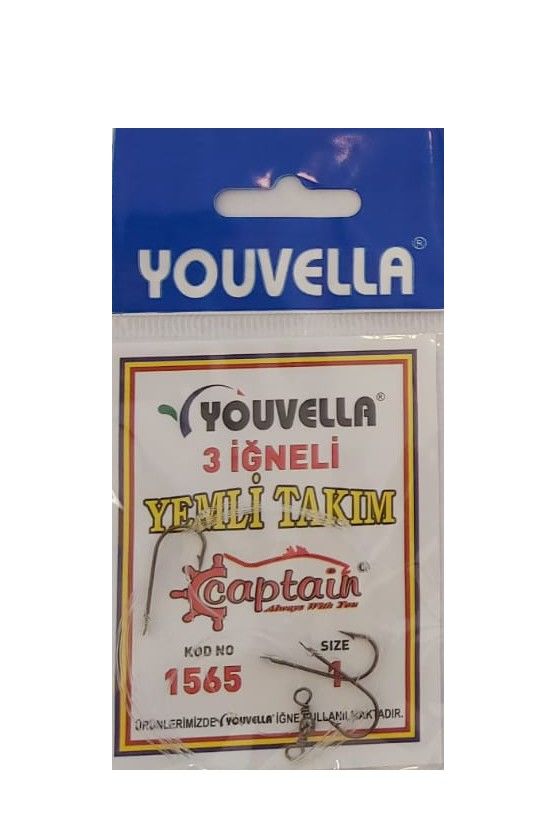 YOUVELLA®
YOUVELLA®
3 İĞNELİ
YEMLİ TAKIM
captain®
Always With You
KOD NO
1565
SIZE
1
ÜRÜNLERİMİZDE YOUVELLA® İĞNE KULLANILMAKTADIR.